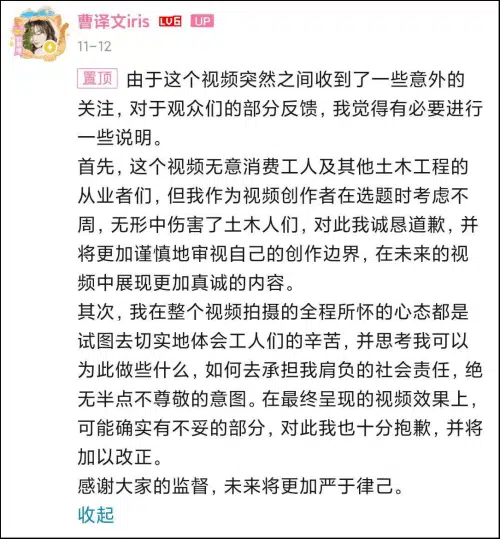 曹译文iris LV6 UP
11-12
置顶 由于这个视频突然之间收到了一些意外的
关注，对于观众们的部分反馈，我觉得有必要进行
一些说明。
首先，这个视频无意消费工人及其他土木工程的
从业者们，但我作为视频创作者在选题时考虑不
周，无形中伤害了土木人们，对此我诚恳道歉，并
将更加谨慎地审视自己的创作边界，在未来的视
频中展现更加真诚的内容。
其次，我在整个视频拍摄的全程所怀的心态都是
试图去切实地体会工人们的辛苦，并思考我可以
为此做些什么，如何去承担我肩负的社会责任，绝
无半点不尊敬的意图。在最终呈现的视频效果上，
可能确实有不妥的部分，对此我也十分抱歉，并将
加以改正。
感谢大家的监督，未来将更加严于律己。
收起